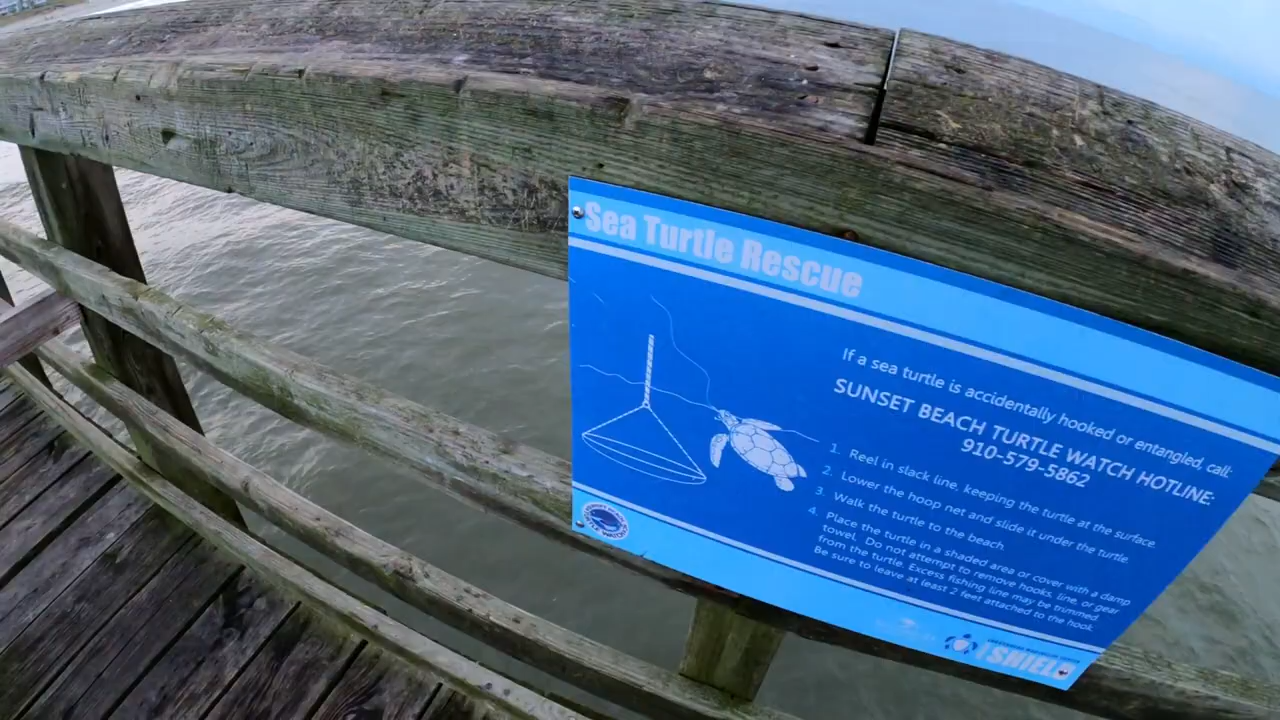 Sea Turtle Rescue
If a sea turtle is accidentally hooked or entangled, call:
SUNSET BEACH TURTLE WATCH HOTLINE:
910-579-5862
1. Reel in slack line, keeping the turtle at the surface.
2. Lower the hoop net and slide it under the turtle.
3. Walk the turtle to the beach.
4. Place the turtle in a shaded area or cover with a damp
towel. Do not attempt to remove hooks, line, or gear
from the turtle. Excess fishing line may be trimmed.
Be sure to leave at least 2 feet attached to the hook.
SHIELD